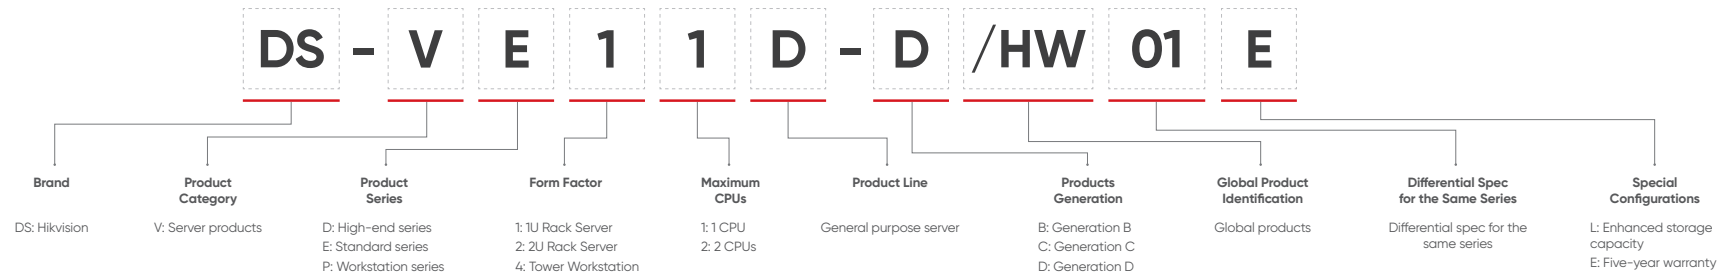 DS - V E 1 1 D - D /HW 01 E
Brand
DS: Hikvision
Product
Category
V: Server products
Product
Series
D: High-end series
E: Standard series
P: Workstation series
Form Factor
1: 1U Rack Server
2: 2U Rack Server
4: Tower Workstation
Maximum
CPUs
1: 1 CPU
2: 2 CPUs
Product Line
General purpose server
Products
Generation
B: Generation B
C: Generation C
D: Generation D
Global Product
Identification
Global products
Differential Spec
for the Same Series
Differential spec for the
same series
Special
Configurations
L: Enhanced storage
capacity
E: Five-year warranty